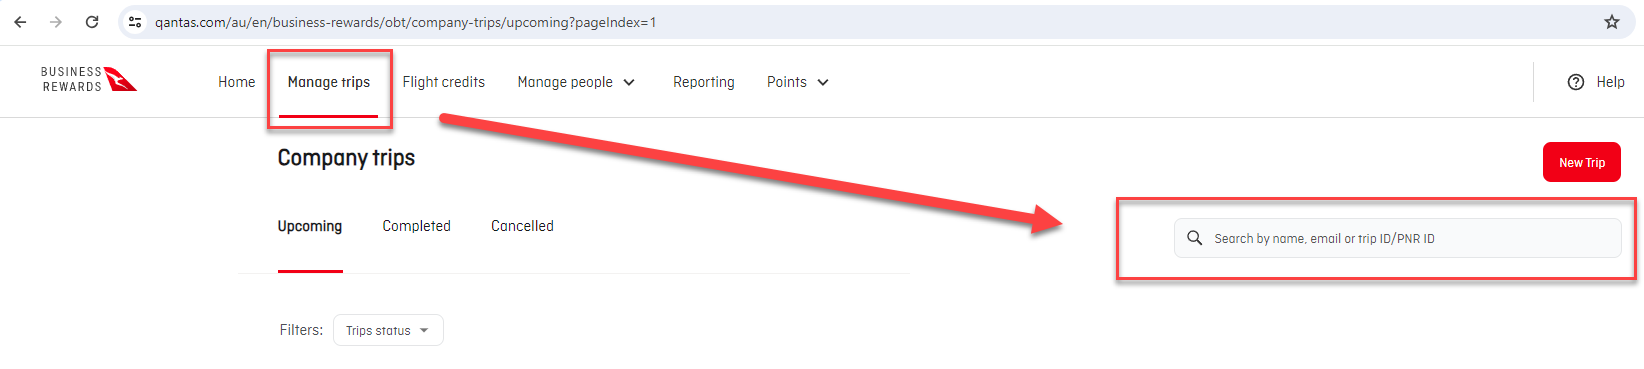 qantas.com/au/en/business-rewards/obt/company-trips/upcoming?pageIndex=1
BUSINESS
REWARDS
Home Manage trips Flight credits Manage people Reporting Points Help
Company trips
New Trip
Upcoming Completed Cancelled
Search by name, email or trip ID/PNR ID
Filters: Trips status